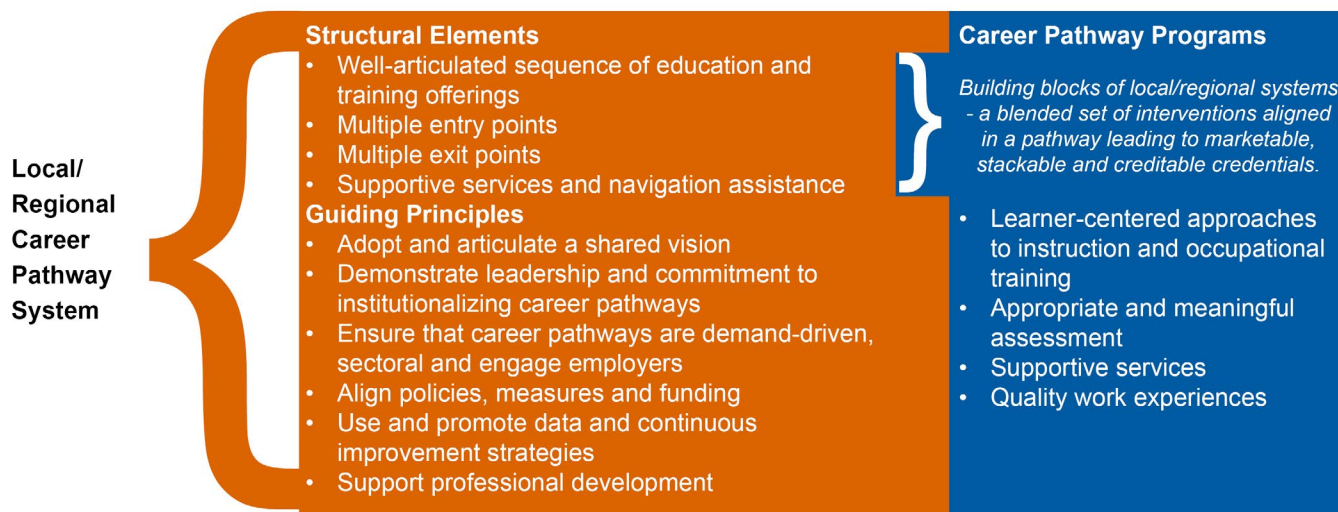 Local/
Regional
Career
Pathway
System
Structural Elements
• Well-articulated sequence of education and
training offerings
• Multiple entry points
• Multiple exit points
• Supportive services and navigation assistance
Guiding Principles
• Adopt and articulate a shared vision
• Demonstrate leadership and commitment to
institutionalizing career pathways
• Ensure that career pathways are demand-driven,
sectoral and engage employers
• Align policies, measures and funding
• Use and promote data and continuous
improvement strategies
• Support professional development
Career Pathway Programs
Building blocks of local/regional systems
- a blended set of interventions aligned
in a pathway leading to marketable,
stackable and creditable credentials.
• Learner-centered approaches
to instruction and occupational
training
• Appropriate and meaningful
assessment
• Supportive services
• Quality work experiences